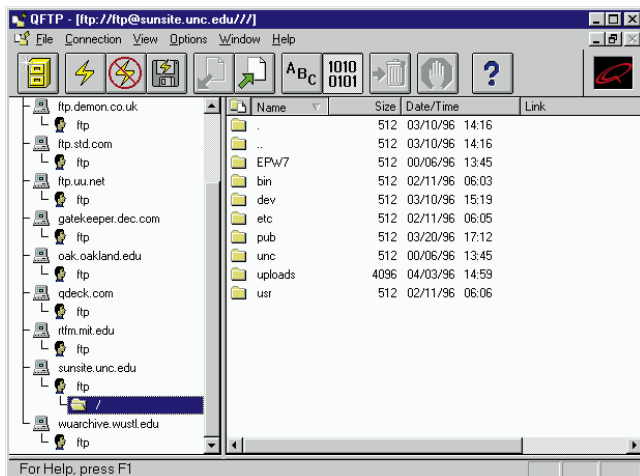 QFTP - [ftp://ftp@sunsite.unc.edu///]
File Connection View Options Window Help
ABC 1010 0101 ?
ftp.demon.co.uk
ftp
ftp.std.com
ftp
ftp.uu.net
ftp
gatekeeper.dec.com
ftp
oak.oakland.edu
ftp
qdeck.com
ftp
rtfm.mit.edu
ftp
sunsite.unc.edu
ftp
/
wuarchive.wustl.edu
ftp
Name Size Date/Time Link
. 512 03/10/96 14:16
.. 512 03/10/96 14:16
EPW7 512 00/06/96 13:45
bin 512 02/11/96 06:03
dev 512 03/10/96 15:19
etc 512 02/11/96 06:05
pub 512 03/20/96 17:12
unc 512 00/06/96 13:45
uploads 4096 04/03/96 14:59
usr 512 02/11/96 06:06
For Help, press F1